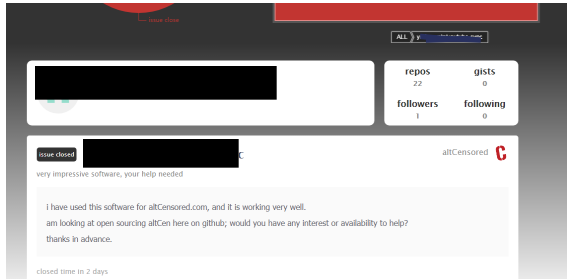 issue close
ALL
repos gists
22 0
followers following
1 0
issue closed
C altCensored
very impressive software, your help needed
i have used this software for altCensored.com, and it is working very well.
am looking at open sourcing altCen here on github; would you have any interest or availability to help?
thanks in advance.
closed time in 2 days